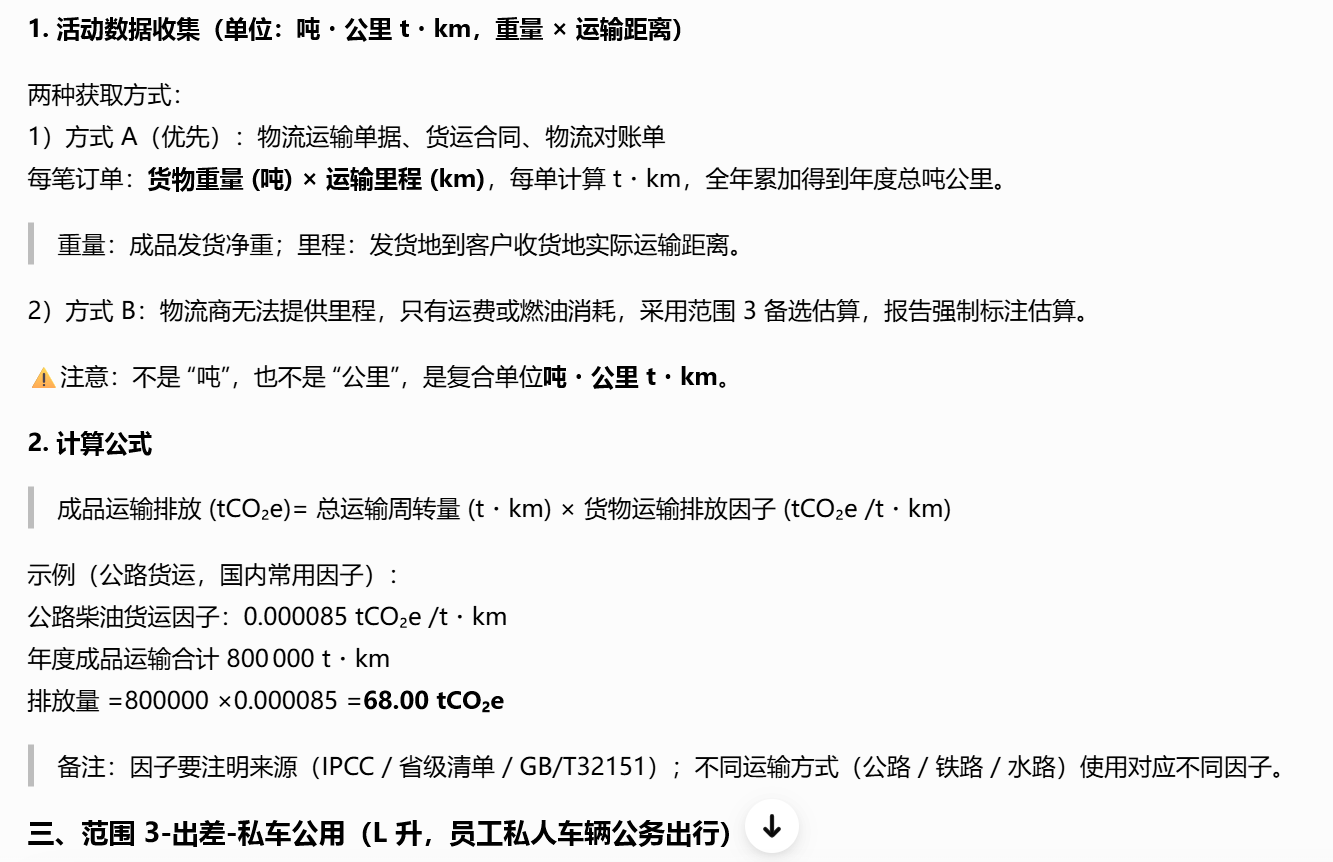 1. 活动数据收集（单位：吨・公里 t・km，重量 × 运输距离）
两种获取方式：
1）方式 A（优先）：物流运输单据、货运合同、物流对账单
每笔订单：货物重量 (吨) × 运输里程 (km)，每单计算 t・km，全年累加得到年度总吨公里。
重量：成品发货净重；里程：发货地到客户收货地实际运输距离。
2）方式 B：物流商无法提供里程，只有运费或燃油消耗，采用范围 3 备选估算，报告强制标注估算。
⚠️注意：不是 “吨”，也不是 “公里”，是复合单位吨・公里 t・km。
2. 计算公式
成品运输排放 (tCO₂e)= 总运输周转量 (t・km) × 货物运输排放因子 (tCO₂e /t・km)
示例（公路货运，国内常用因子）：
公路柴油货运因子：0.000085 tCO₂e /t・km
年度成品运输合计 800 000 t・km
排放量 =800000 ×0.000085 =68.00 tCO₂e
备注：因子要注明来源（IPCC / 省级清单 / GB/T32151）；不同运输方式（公路 / 铁路 / 水路）使用对应不同因子。
三、范围 3-出差-私车公用（L 升，员工私人车辆公务出行）